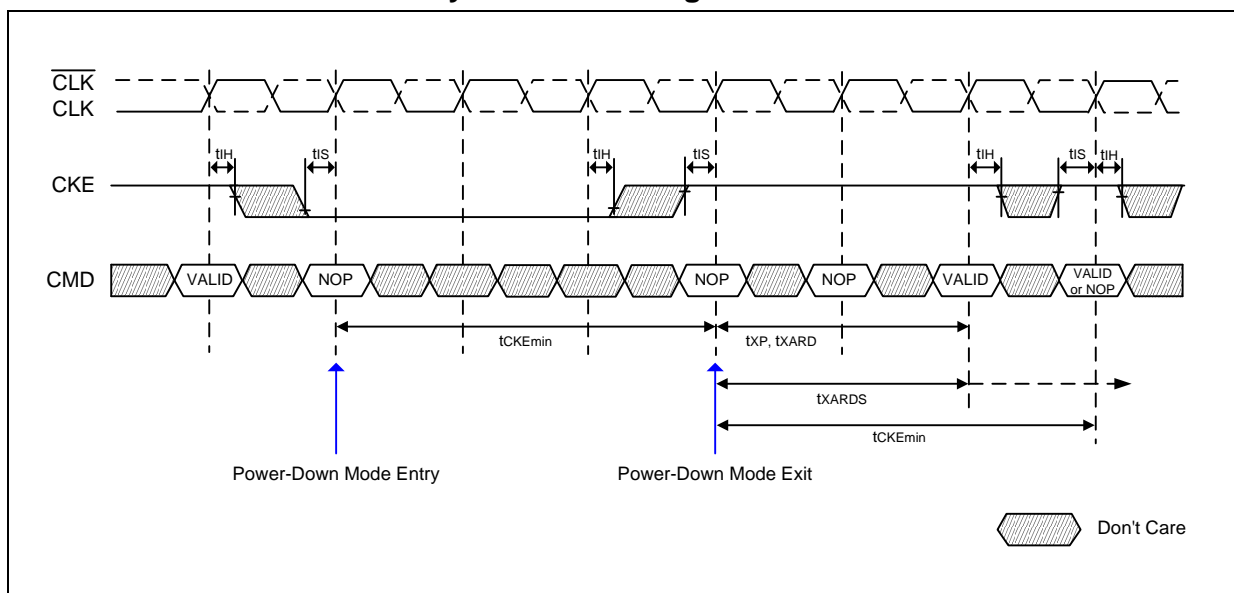 CLK
CLK
tIH tIS tIH tIS tIH tIS tIH
CKE
CMD VALID NOP NOP NOP VALID VALID or NOP
tCKEmin tXP, tXARD
tXARDS
tCKEmin
Power-Down Mode Entry Power-Down Mode Exit
Don't Care